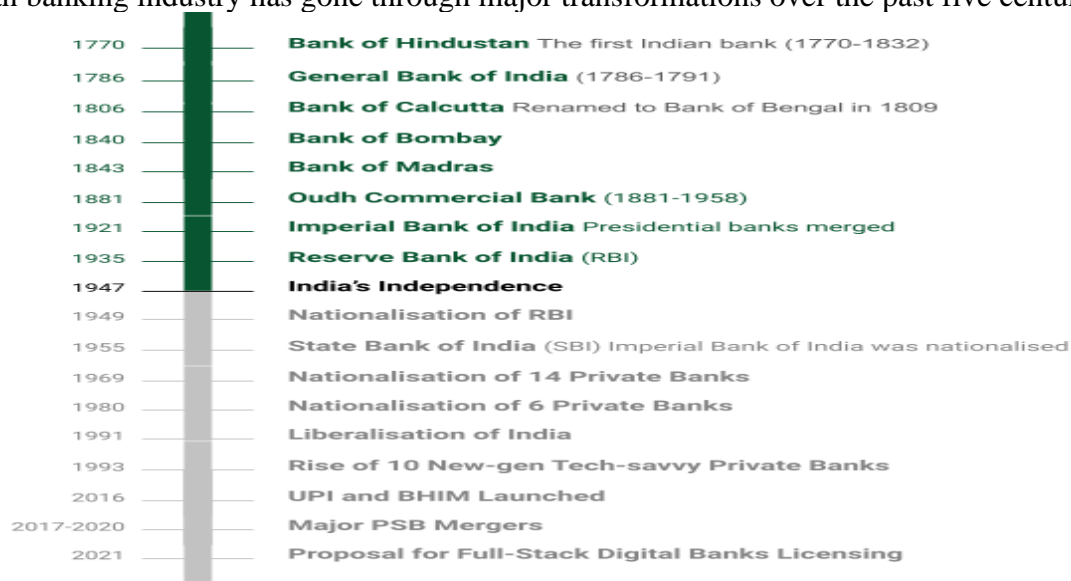 banking industry has gone through major transformations over the past five
1770 Bank of Hindustan The first Indian bank (1770-1832)
1786 General Bank of India (1786-1791)
1806 Bank of Calcutta Renamed to Bank of Bengal in 1809
1840 Bank of Bombay
1843 Bank of Madras
1881 Oudh Commercial Bank (1881-1958)
1921 Imperial Bank of India Presidential banks merged
1935 Reserve Bank of India (RBI)
1947 India's Independence
1949 Nationalisation of RBI
1955 State Bank of India (SBI) Imperial Bank of India was nationalised
1969 Nationalisation of 14 Private Banks
1980 Nationalisation of 6 Private Banks
1991 Liberalisation of India
1993 Rise of 10 New-gen Tech-savvy Private Banks
2016 UPI and BHIM Launched
2017-2020 Major PSB Mergers
2021 Proposal for Full-Stack Digital Banks Licensing